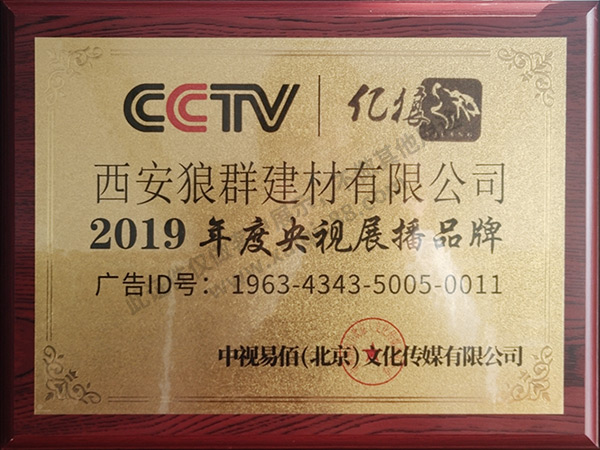 CCTV 亿狼
西安狼群建材有限公司
2019 年度央视展播品牌
广告ID号： 1963-4343-5005-0011
中视易佰(北京)文化传媒有限公司